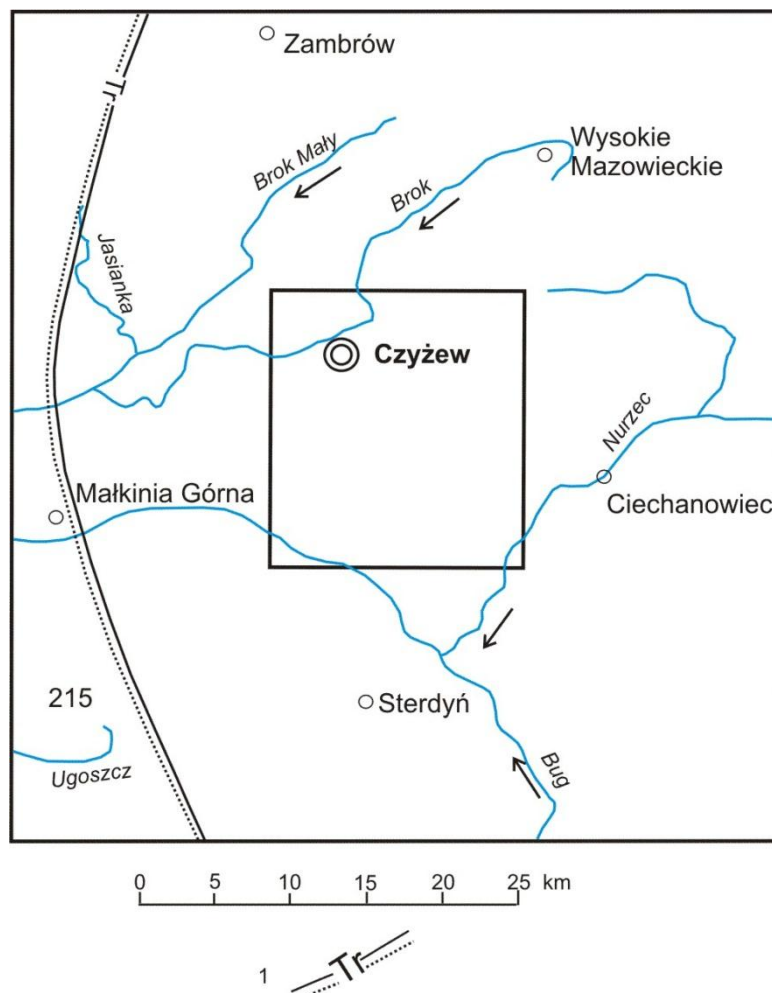 Zambrów
Tr
Wysokie
Mazowieckie
Brok Mały
Brok
Jasianka
Czyżew
Nurzec
Małkinia Górna
Ciechanowiec
215
Sterdyń
Ugoszcz
Bug
0 5 10 15 20 25 km
1 Tr